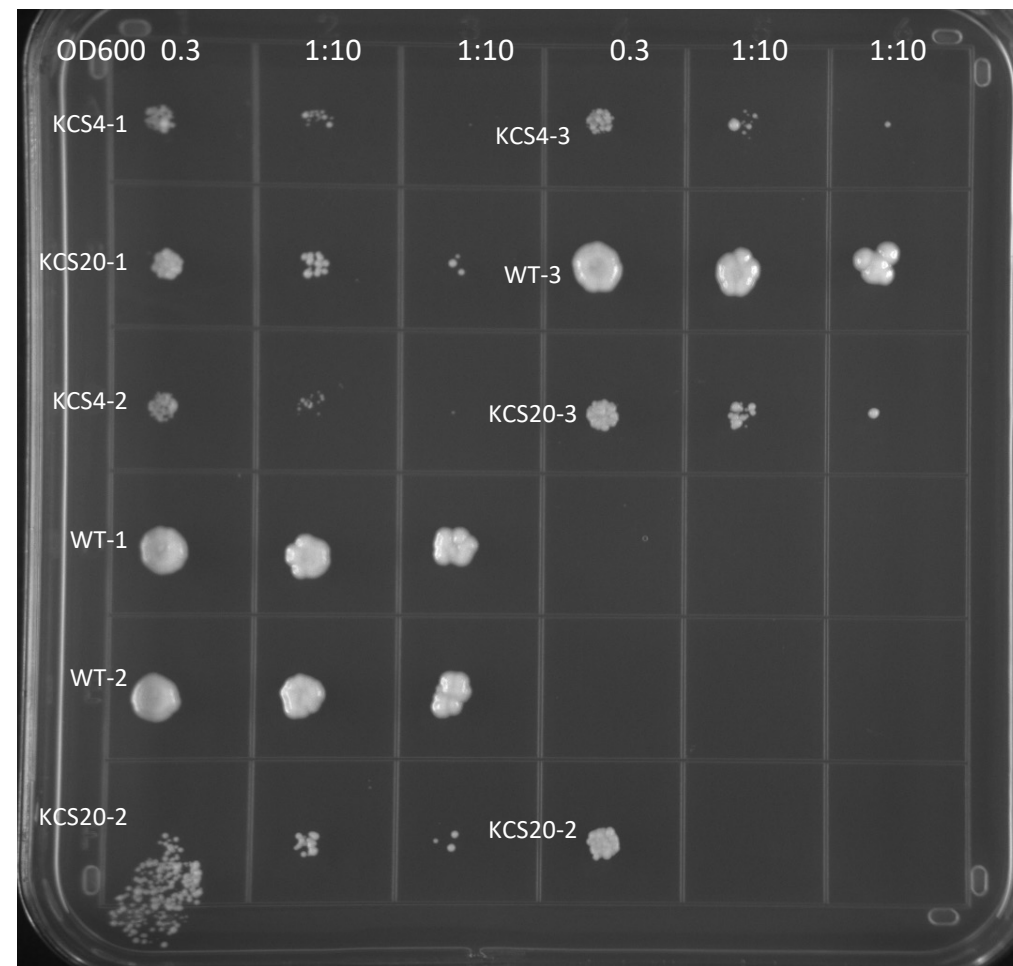 OD600 0.3 1:10 1:10 0.3 1:10 1:10
KCS4-1 KCS4-3
KCS20-1 WT-3
KCS4-2 KCS20-3
WT-1
WT-2
KCS20-2 KCS20-2